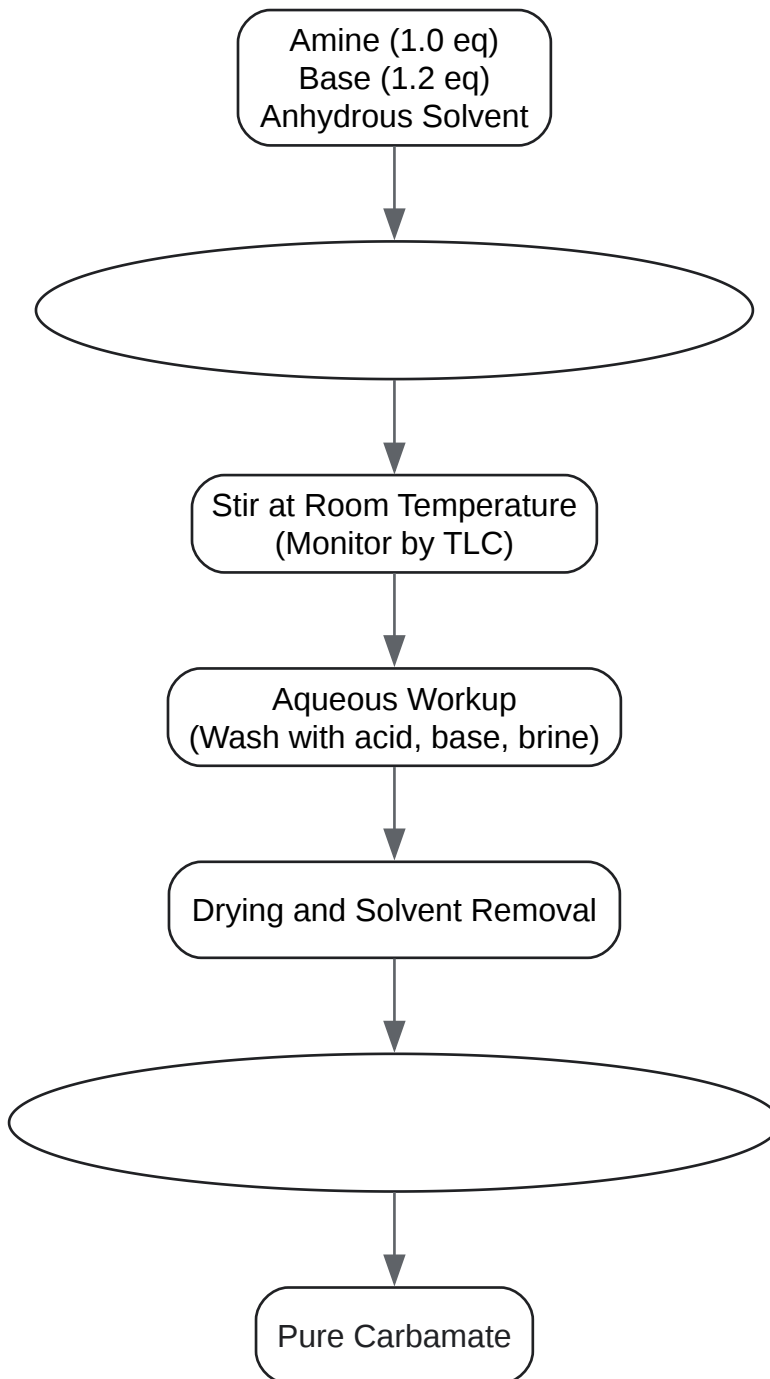 Amine (1.0 eq)
Base (1.2 eq)
Anhydrous Solvent
Stir at Room Temperature
(Monitor by TLC)
Aqueous Workup
(Wash with acid, base, brine)
Drying and Solvent Removal
Pure Carbamate